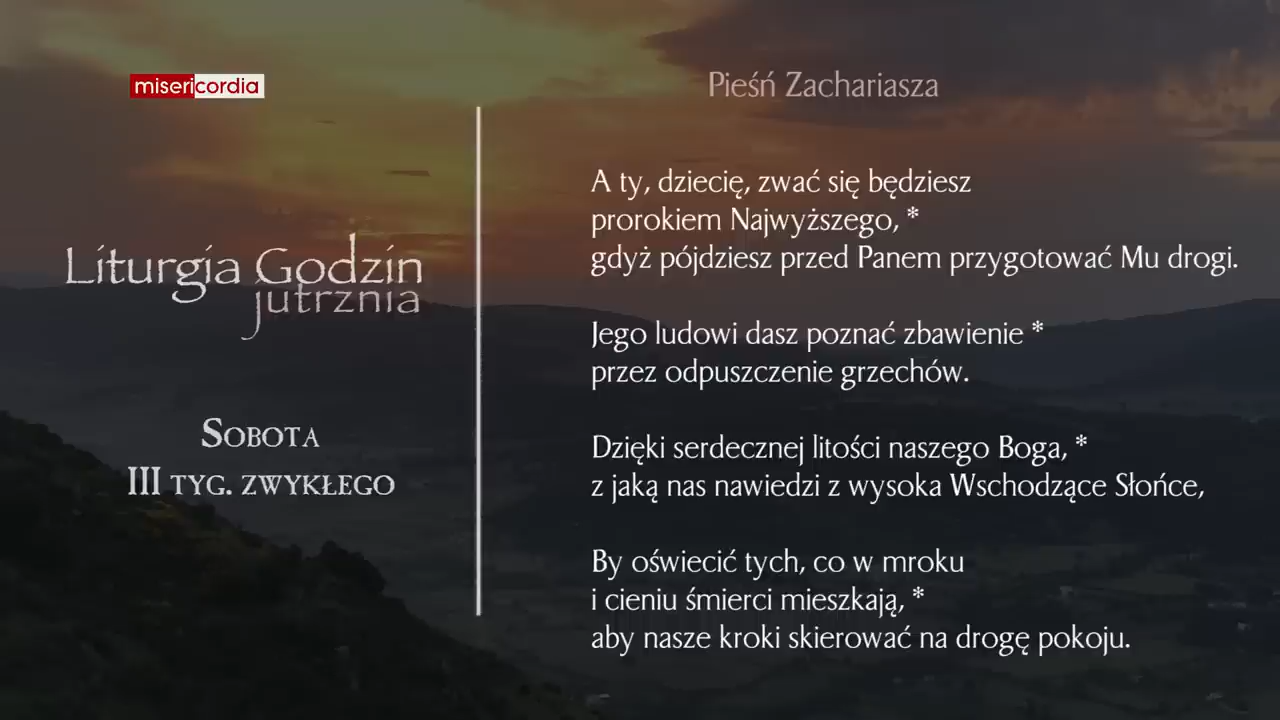 misericordia
Liturgia Godzin
jutrznia
Sobota
III tyg. zwykłego
Pieśń Zachariasza
A ty, dziecię, zwać się będziesz
prorokiem Najwyższego, *
gdyż pójdziesz przed Panem przygotować Mu drogi.
Jego ludowi dasz poznać zbawienie *
przez odpuszczenie grzechów.
Dzięki serdecznej litości naszego Boga, *
z jaką nas nawiedzi z wysoka Wschodzące Słońce,
By oświecić tych, co w mroku
i cieniu śmierci mieszkają, *
aby nasze kroki skierować na drogę pokoju.